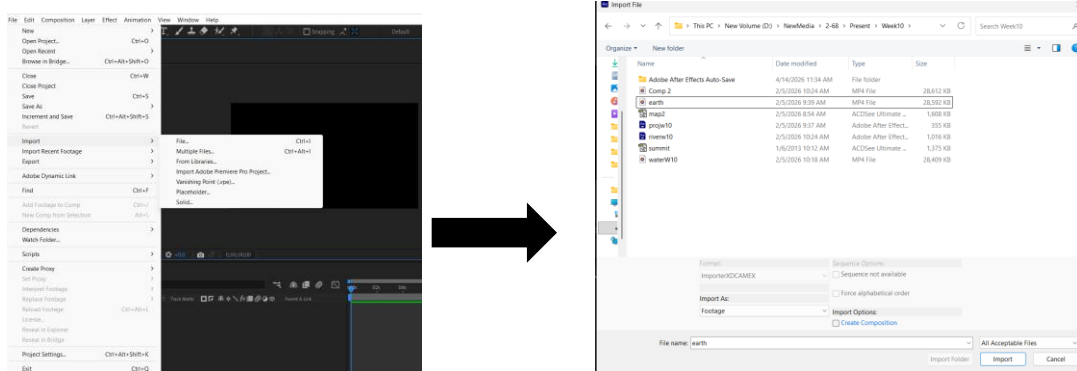 File Edit Composition Layer Effect Animation View Window Help
New
Open Project... Ctrl+O
Open Recent
Browse in Bridge... Ctrl+Alt+Shift+O
Close Ctrl+W
Close Project
Save Ctrl+S
Save As
Increment and Save Ctrl+Alt+Shift+S
Revert
Import
Import Recent Footage
Export
Adobe Dynamic Link
Find Ctrl+F
Add Footage to Comp Ctrl+/
New Comp from Selection Alt+\
Dependencies
Watch Folder...
Scripts
Create Proxy
Set Proxy
Interpret Footage
Replace Footage
Reload Footage Ctrl+Alt+L
License...
Reveal in Explorer
Reveal in Bridge
Project Settings... Ctrl+Alt+Shift+K
Exit Ctrl+Q
Snapping
Default
File... Ctrl+I
Multiple Files... Ctrl+Alt+I
From Libraries...
Import Adobe Premiere Pro Project...
Vanishing Point (.vpe)...
Placeholder...
Solid...
Parent & Link
Import File
This PC > New Volume (D:) > NewMedia > 2-68 > Present > Week10 >
Search Week10
Organize New folder
Name Date modified Type Size
Adobe After Effects Auto-Save 4/14/2026 11:34 AM File folder
Comp 2 2/5/2026 10:24 AM MP4 File 28,612 KB
earth 2/5/2026 9:39 AM MP4 File 28,592 KB
map2 2/5/2026 8:54 AM ACDSee Ultimate ... 1,608 KB
projw10 2/5/2026 9:37 AM Adobe After Effect... 355 KB
riverw10 2/5/2026 10:24 AM Adobe After Effect... 1,016 KB
summit 1/6/2013 10:12 AM ACDSee Ultimate ... 1,375 KB
waterW10 2/5/2026 10:18 AM MP4 File 28,409 KB
Format: Sequence Options:
ImporterXDCAMEX Sequence not available
Force alphabetical order
Import As:
Footage Import Options:
Create Composition
File name: earth All Acceptable Files
Import Folder Import Cancel